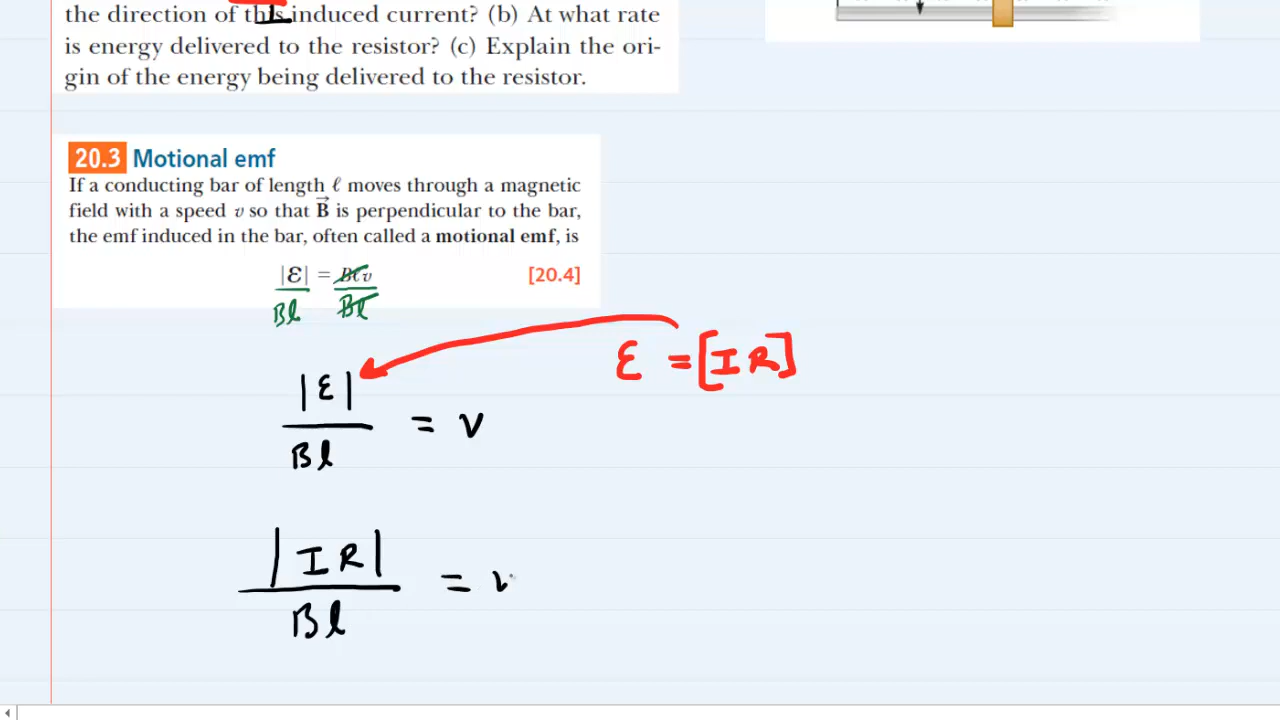 the direction of this induced current? (b) At what rate
is energy delivered to the resistor? (c) Explain the ori-
gin of the energy being delivered to the resistor.
20.3 Motional emf
If a conducting bar of length ℓ moves through a magnetic
field with a speed v so that B⃗ is perpendicular to the bar,
the emf induced in the bar, often called a motional emf, is
|ε| = Bℓv [20.4]
Bℓ Bℓ
ε = [IR]
|ε|
Bℓ = v
|IR|
Bℓ = v